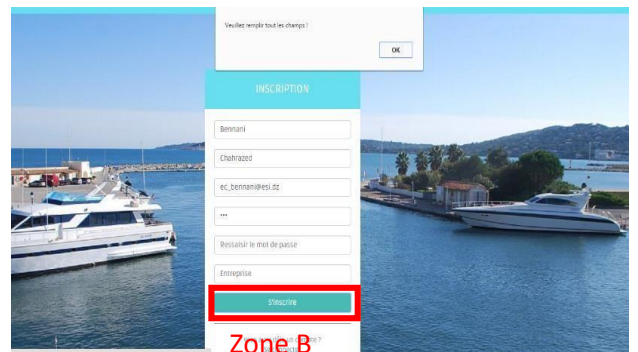 Veuillez remplir tout les champs !
OK
INSCRIPTION
Bennani
Chahrazed
ec_bennani@esi.dz
•••
Ressaisir le mot de passe
Entreprise
S'inscrire
Zone B